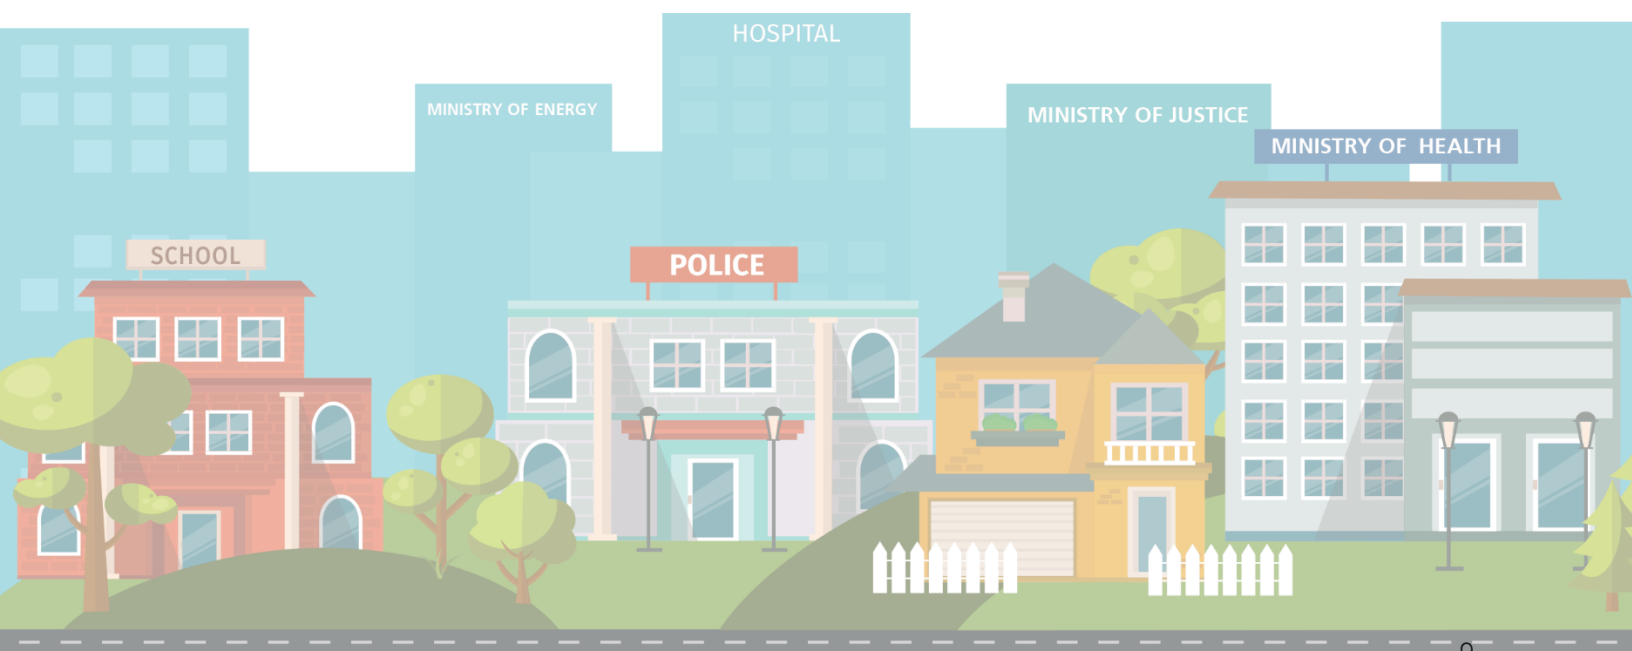 HOSPITAL
MINISTRY OF ENERGY
MINISTRY OF JUSTICE
MINISTRY OF HEALTH
SCHOOL
POLICE